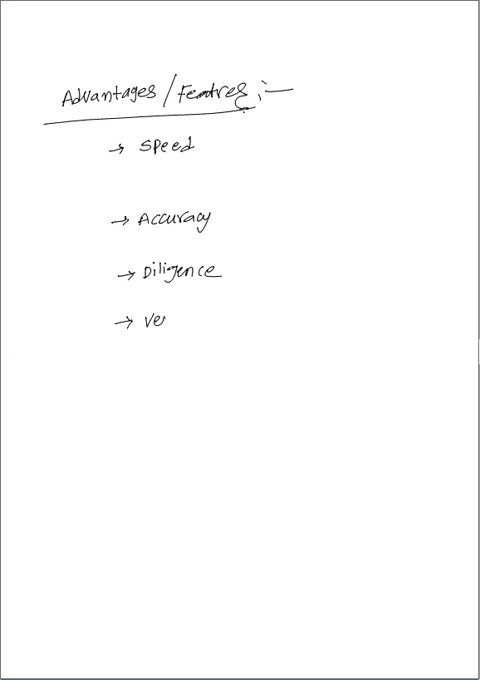 Advantages / Featres :-
→ Speed
→ Accuracy
→ Diligence
→ Ve